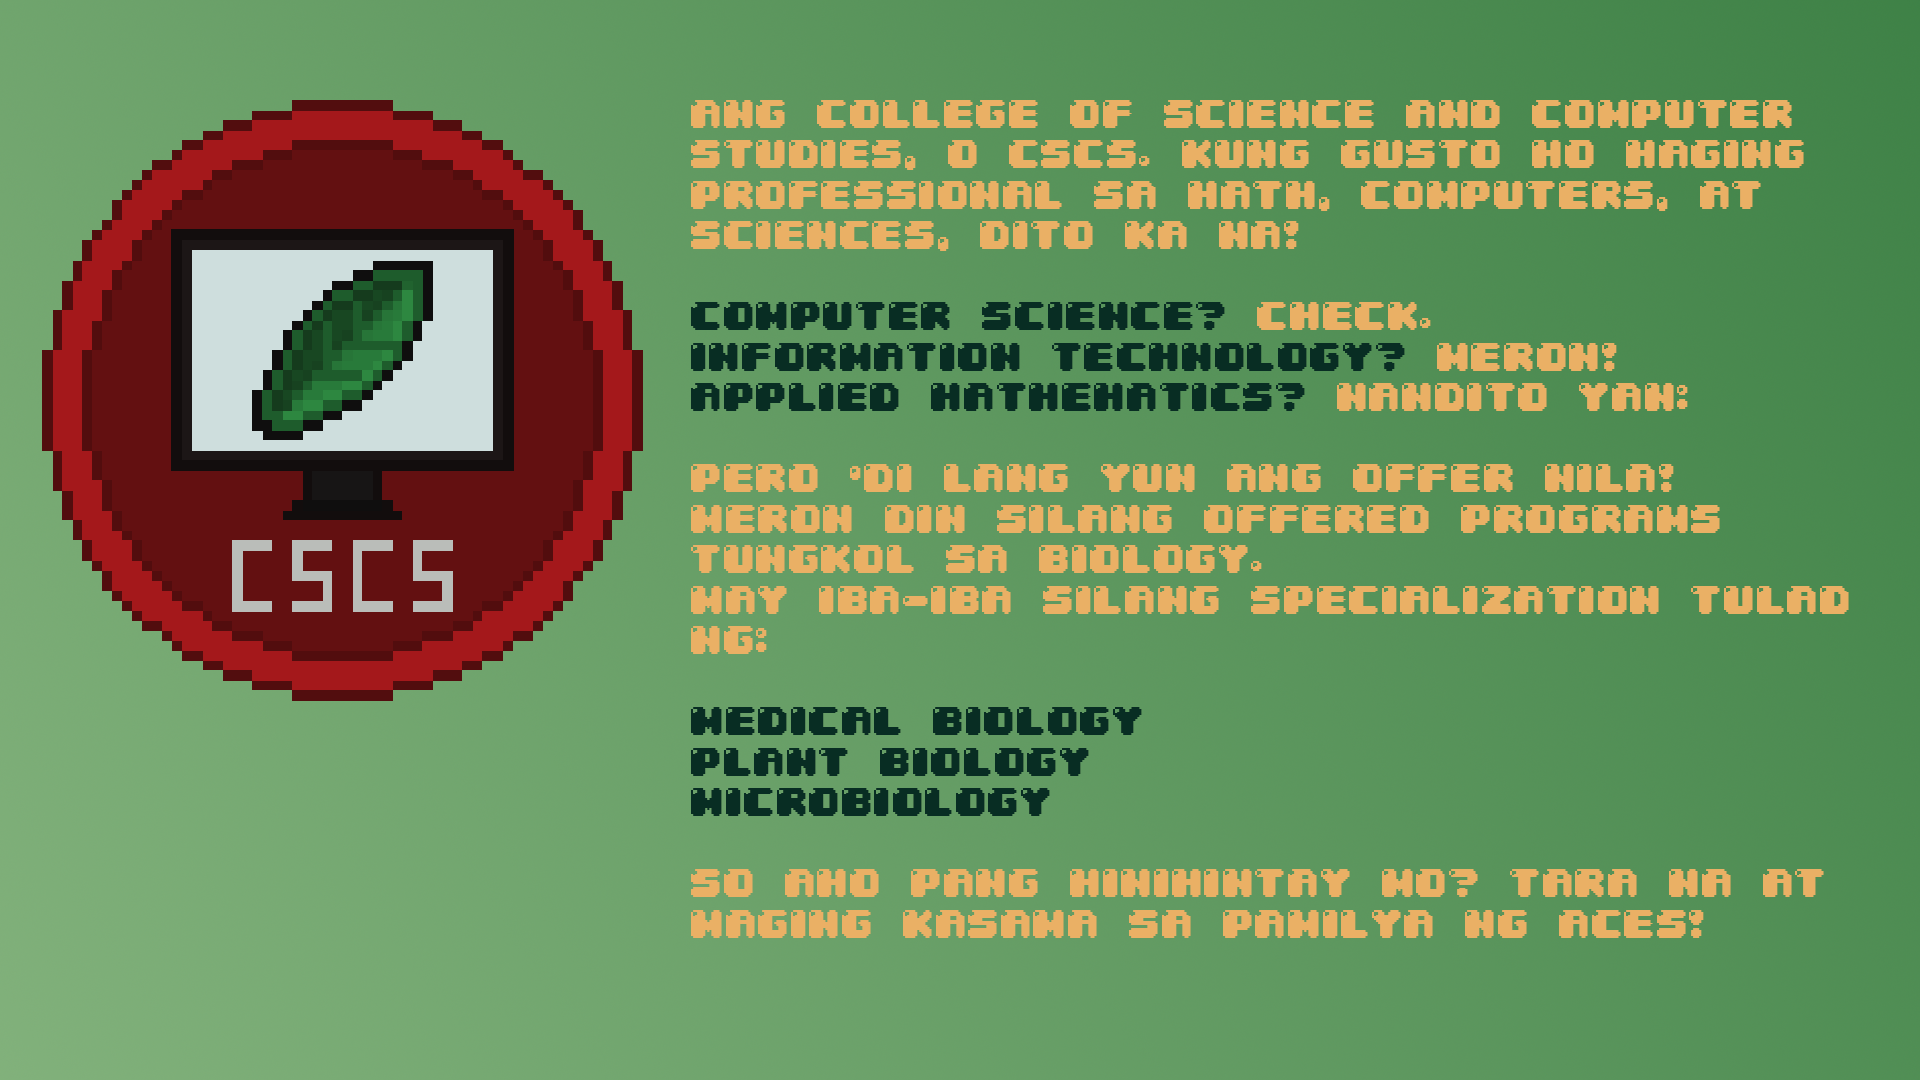 CSCS
ANG COLLEGE OF SCIENCE AND COMPUTER
STUDIES, O CSCS. KUNG GUSTO MO MAGING
PROFESSIONAL SA MATH, COMPUTERS, AT
SCIENCES, DITO KA NA!
COMPUTER SCIENCE? CHECK.
INFORMATION TECHNOLOGY? MERON!
APPLIED MATHEMATICS? NANDITO YAN:
PERO 'DI LANG YUN ANG OFFER NILA!
MERON DIN SILANG OFFERED PROGRAMS
TUNGKOL SA BIOLOGY.
MAY IBA-IBA SILANG SPECIALIZATION TULAD
NG:
MEDICAL BIOLOGY
PLANT BIOLOGY
MICROBIOLOGY
SO ANO PANG HINIHINTAY MO? TARA NA AT
MAGING KASAMA SA PAMILYA NG ACES!